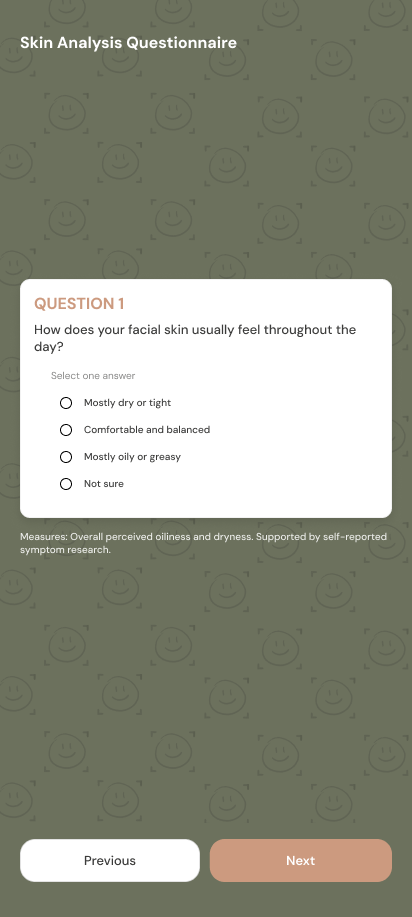 Skin Analysis Questionnaire
QUESTION 1
How does your facial skin usually feel throughout the
day?
Select one answer
Mostly dry or tight
Comfortable and balanced
Mostly oily or greasy
Not sure
Measures: Overall perceived oiliness and dryness. Supported by self-reported
symptom research.
Previous
Next